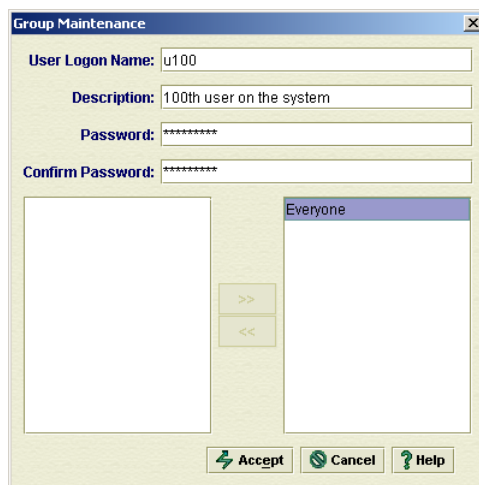 Group Maintenance
User Logon Name: u100
Description: 100th user on the system
Password: *********
Confirm Password: *********
Everyone
>>
<<
Accept Cancel ? Help